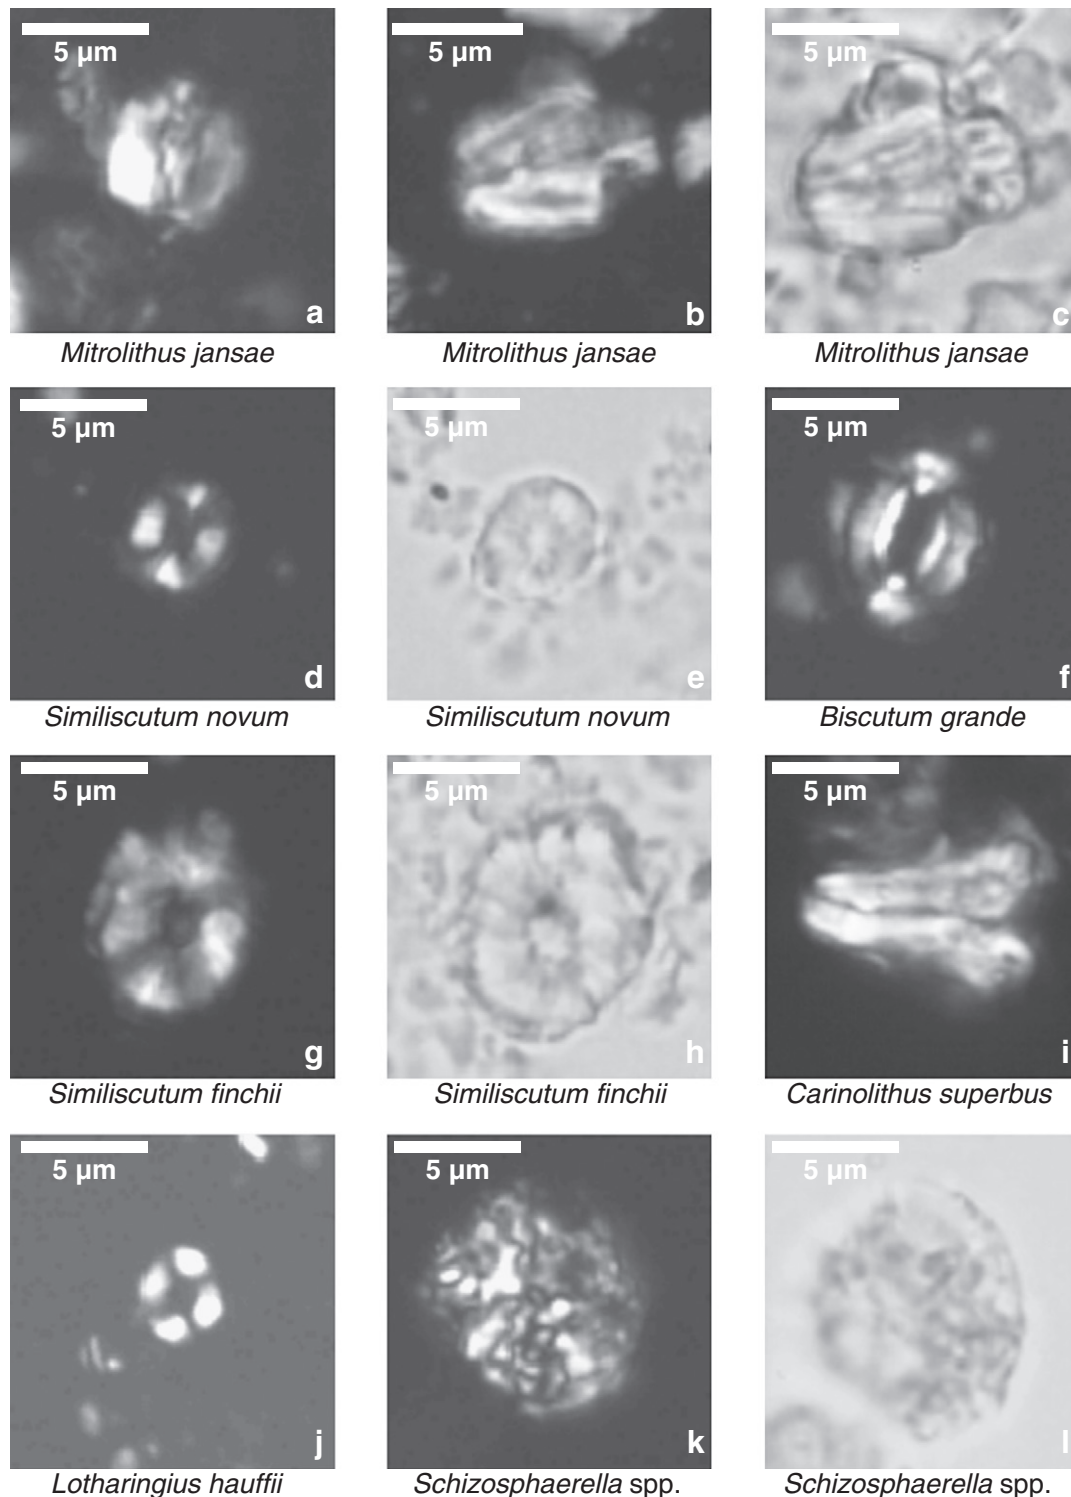 5 µm
5 µm
5 µm
a
b
c
Mitrolithus jansae
Mitrolithus jansae
Mitrolithus jansae
5 µm
5 µm
5 µm
d
e
f
Similiscutum novum
Similiscutum novum
Biscutum grande
5 µm
5 µm
5 µm
g
h
i
Similiscutum finchii
Similiscutum finchii
Carinolithus superbus
5 µm
5 µm
5 µm
j
k
l
Lotharingius hauffii
Schizosphaerella spp.
Schizosphaerella spp.